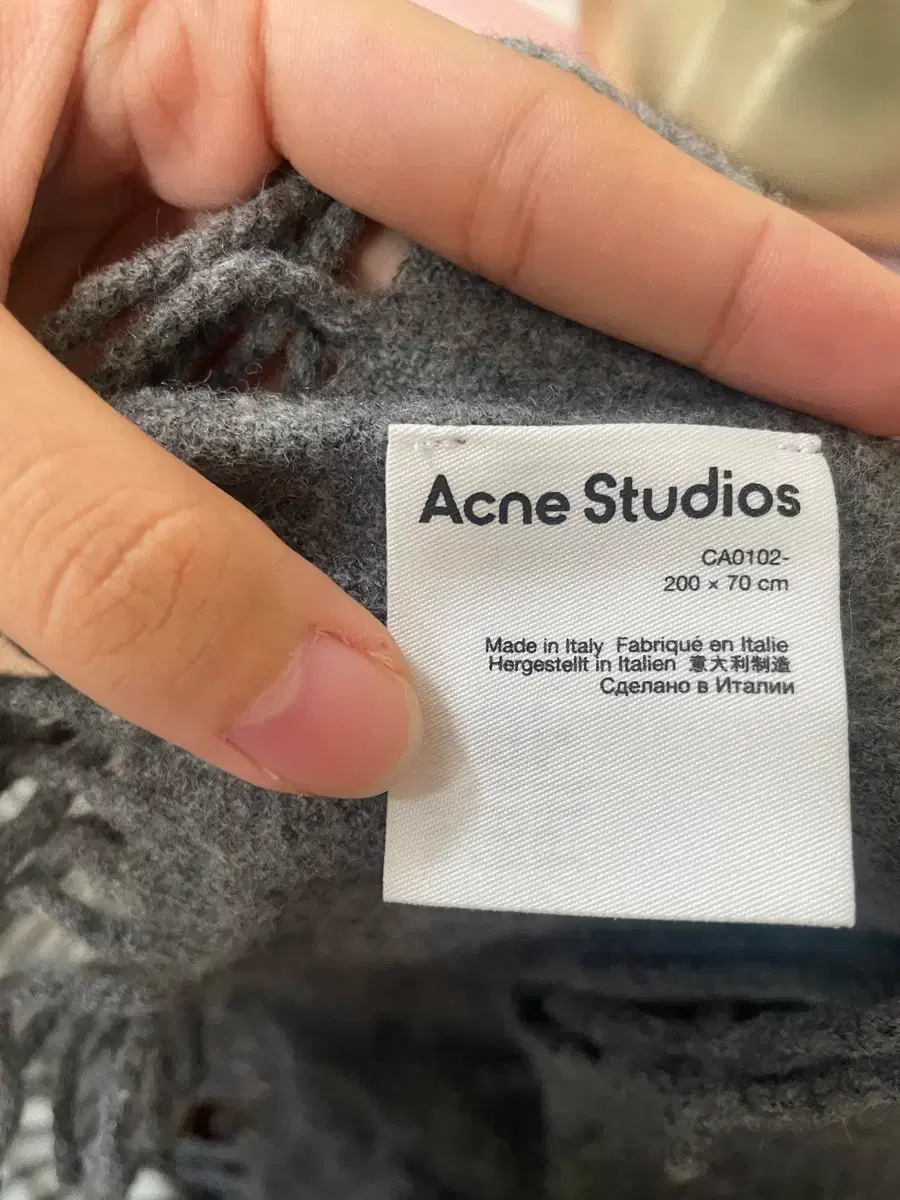 Acne Studios
CA0102-
200 × 70 cm
Made in Italy Fabriqué en Italie
Hergestellt in Italien 意大利制造
Сделано в Италии